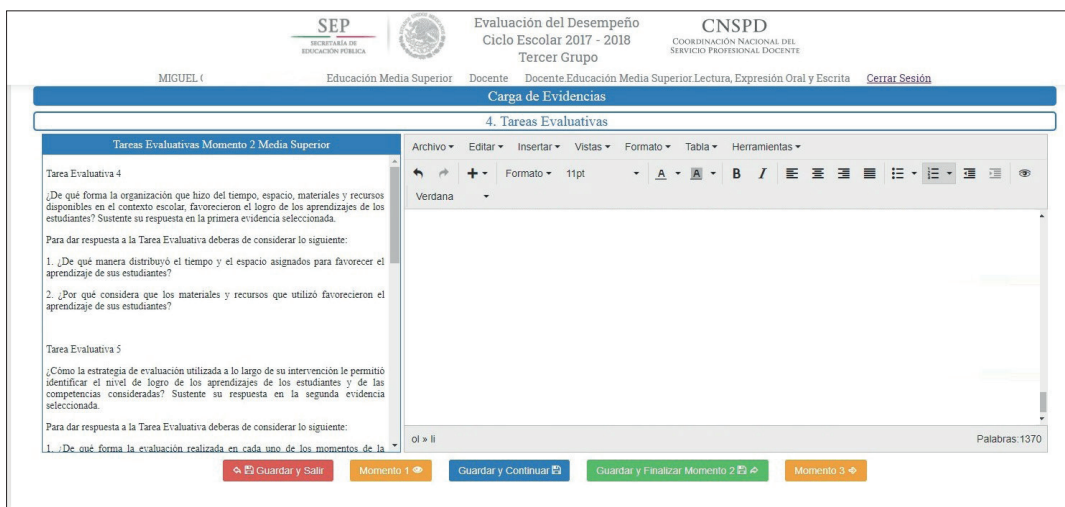 SEP
SECRETARÍA DE
EDUCACIÓN PÚBLICA
Evaluación del Desempeño
Ciclo Escolar 2017 - 2018
Tercer Grupo
CNSPD
COORDINACIÓN NACIONAL DEL
SERVICIO PROFESIONAL DOCENTE
MIGUEL (
Educación Media Superior Docente Docente.Educación Media Superior.Lectura, Expresión Oral y Escrita Cerrar Sesión
Carga de Evidencias
4. Tareas Evaluativas
Tareas Evaluativas Momento 2 Media Superior
Tarea Evaluativa 4
¿De qué forma la organización que hizo del tiempo, espacio, materiales y recursos
disponibles en el contexto escolar, favorecieron el logro de los aprendizajes de los
estudiantes? Sustente su respuesta en la primera evidencia seleccionada.
Para dar respuesta a la Tarea Evaluativa deberas de considerar lo siguiente:
1. ¿De qué manera distribuyó el tiempo y el espacio asignados para favorecer el
aprendizaje de sus estudiantes?
2. ¿Por qué considera que los materiales y recursos que utilizó favorecieron el
aprendizaje de sus estudiantes?
Tarea Evaluativa 5
¿Cómo la estrategia de evaluación utilizada a lo largo de su intervención le permitió
identificar el nivel de logro de los aprendizajes de los estudiantes y de las
competencias consideradas? Sustente su respuesta en la segunda evidencia
seleccionada.
Para dar respuesta a la Tarea Evaluativa deberas de considerar lo siguiente:
1. ¿De qué forma la evaluación realizada en cada uno de los momentos de la
Archivo Editar Insertar Vistas Formato Tabla Herramientas
Formato 11pt A A B I
Verdana
ol » li
Palabras:1370
Guardar y Salir
Momento 1
Guardar y Continuar
Guardar y Finalizar Momento 2
Momento 3